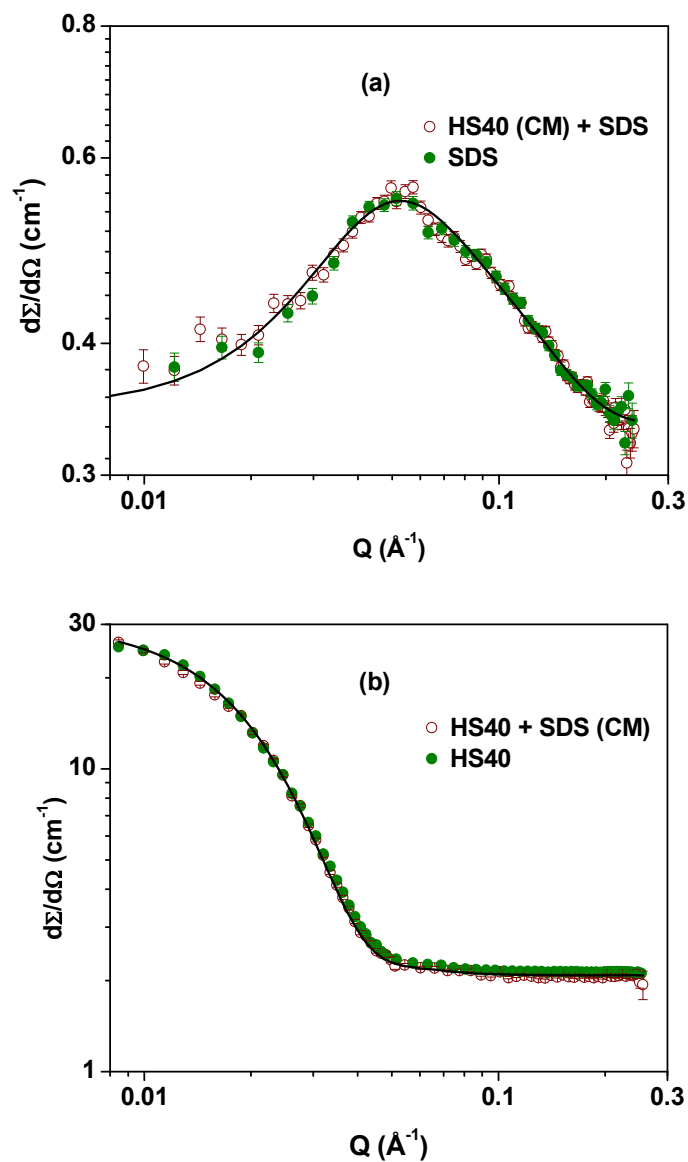 0.8
(a)
HS40 (CM) + SDS
SDS
0.6
dΣ/dΩ (cm⁻¹)
0.4
0.3
0.01
0.1
0.3
Q (Å⁻¹)
30
(b)
HS40 + SDS (CM)
HS40
10
dΣ/dΩ (cm⁻¹)
1
0.01
0.1
0.3
Q (Å⁻¹)